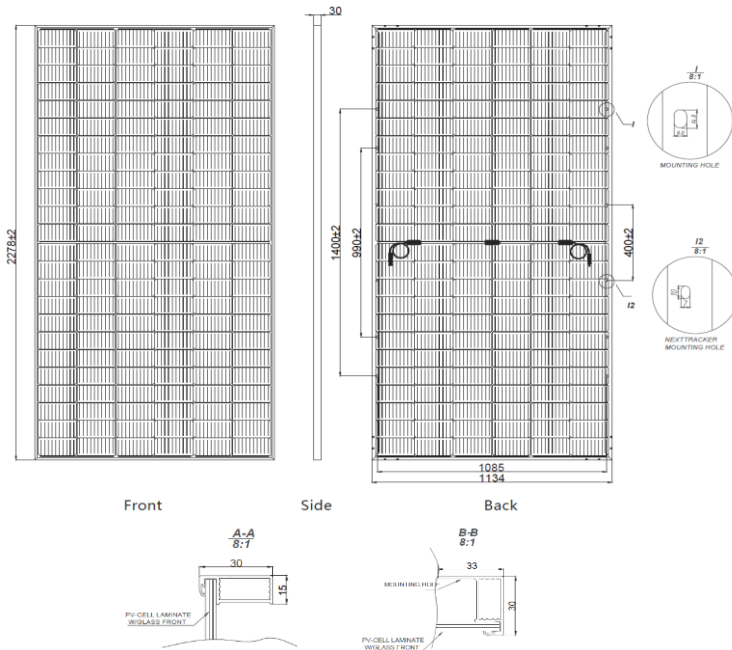 30
I
8:1
MOUNTING HOLE
2278±2
1400±2
990±2
400±2
I
I2
8:1
10
7
I2
NEXTTRACKER
MOUNTING HOLE
1085
1134
Front
Side
Back
A-A
8:1
30
15
PV-CELL LAMINATE
W/GLASS FRONT
B-B
8:1
33
MOUNTING HOLE
30
PV-CELL LAMINATE
W/GLASS FRONT